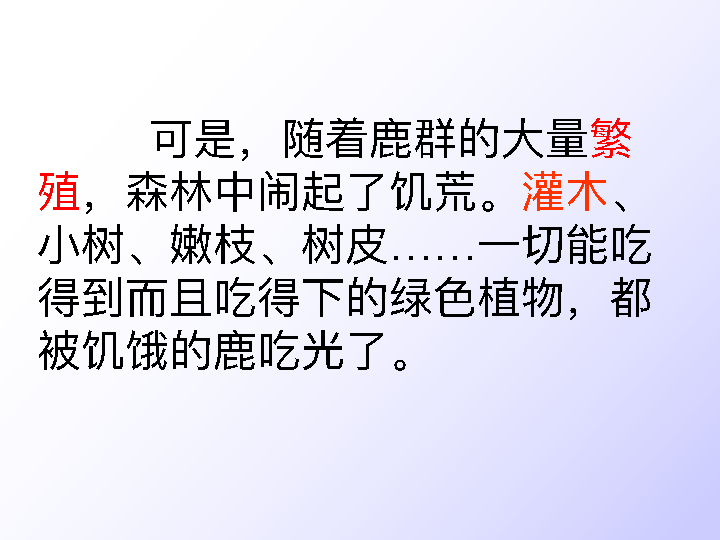 可是，随着鹿群的大量繁
殖，森林中闹起了饥荒。灌木、
小树、嫩枝、树皮……一切能吃
得到而且吃得下的绿色植物，都
被饥饿的鹿吃光了。